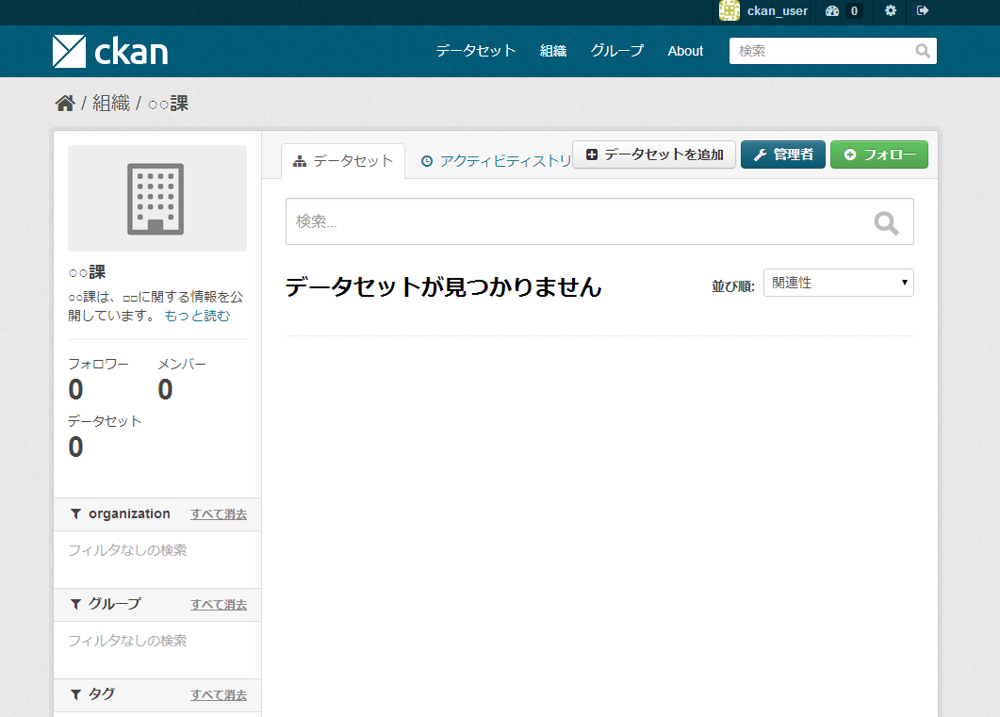 ckan_user 0
ckan データセット 組織 グループ About 検索
/ 組織 / ○○課
データセット アクティビティストリ データセットを追加 管理者 フォロー
検索...
データセットが見つかりません 並び順: 関連性
○○課
○○課は、□□に関する情報を公
開しています。 もっと読む
フォロワー メンバー
0 0
データセット
0
organization すべて消去
フィルタなしの検索
グループ すべて消去
フィルタなしの検索
タグ すべて消去